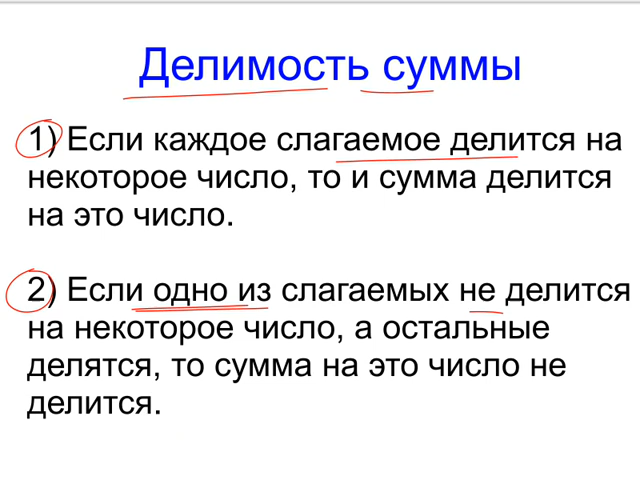 Делимость суммы
1) Если каждое слагаемое делится на
некоторое число, то и сумма делится
на это число.
2) Если одно из слагаемых не делится
на некоторое число, а остальные
делятся, то сумма на это число не
делится.